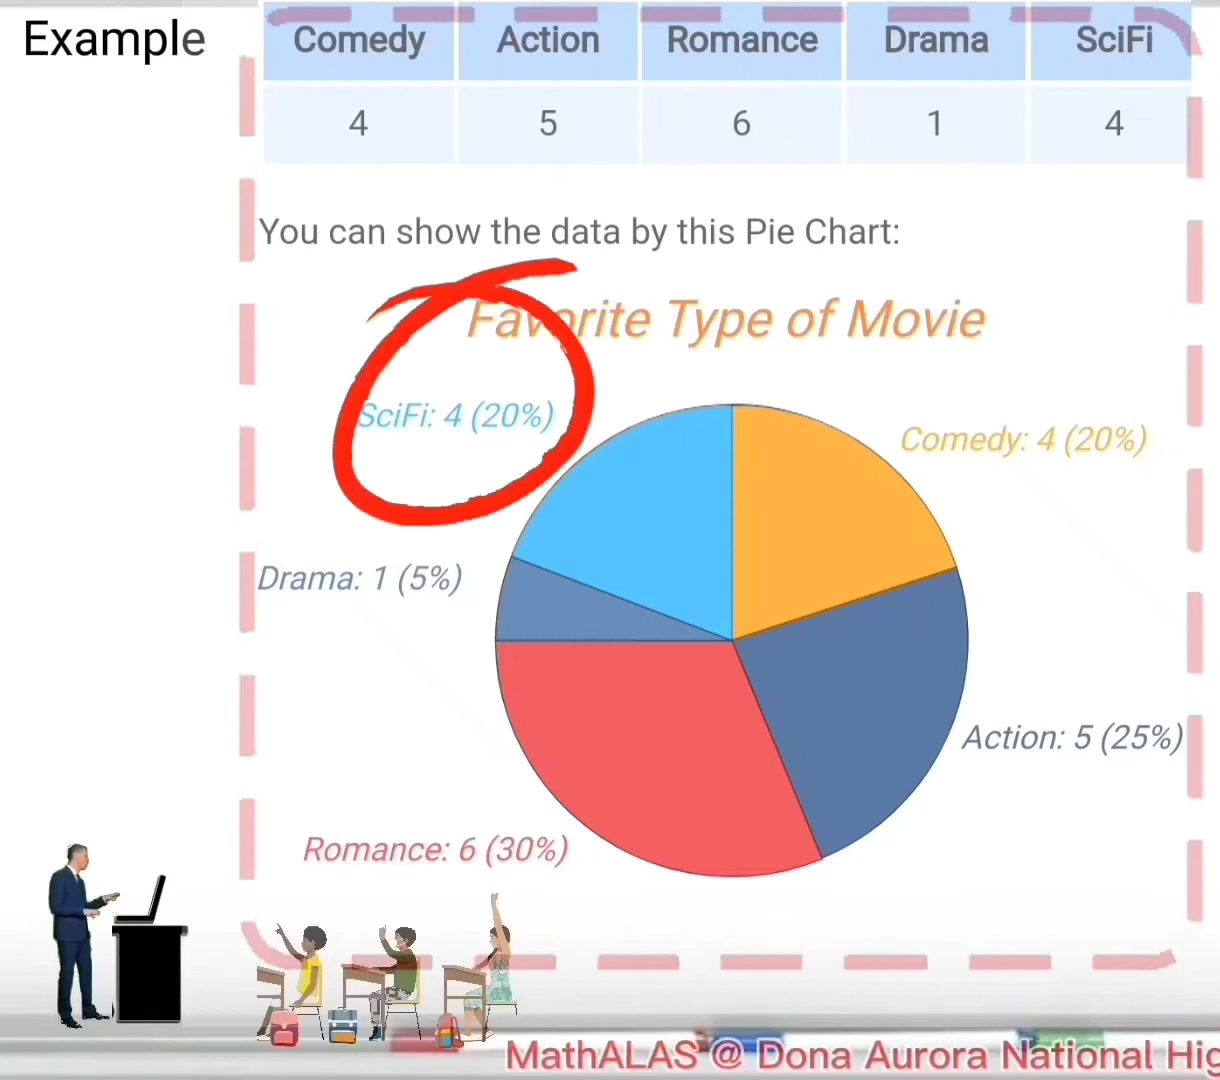 Example
Comedy Action Romance Drama SciFi
4 5 6 1 4
You can show the data by this Pie Chart:
Favorite Type of Movie
SciFi: 4 (20%)
Comedy: 4 (20%)
Drama: 1 (5%)
Action: 5 (25%)
Romance: 6 (30%)
MathALAS @ Dona Aurora National Hig